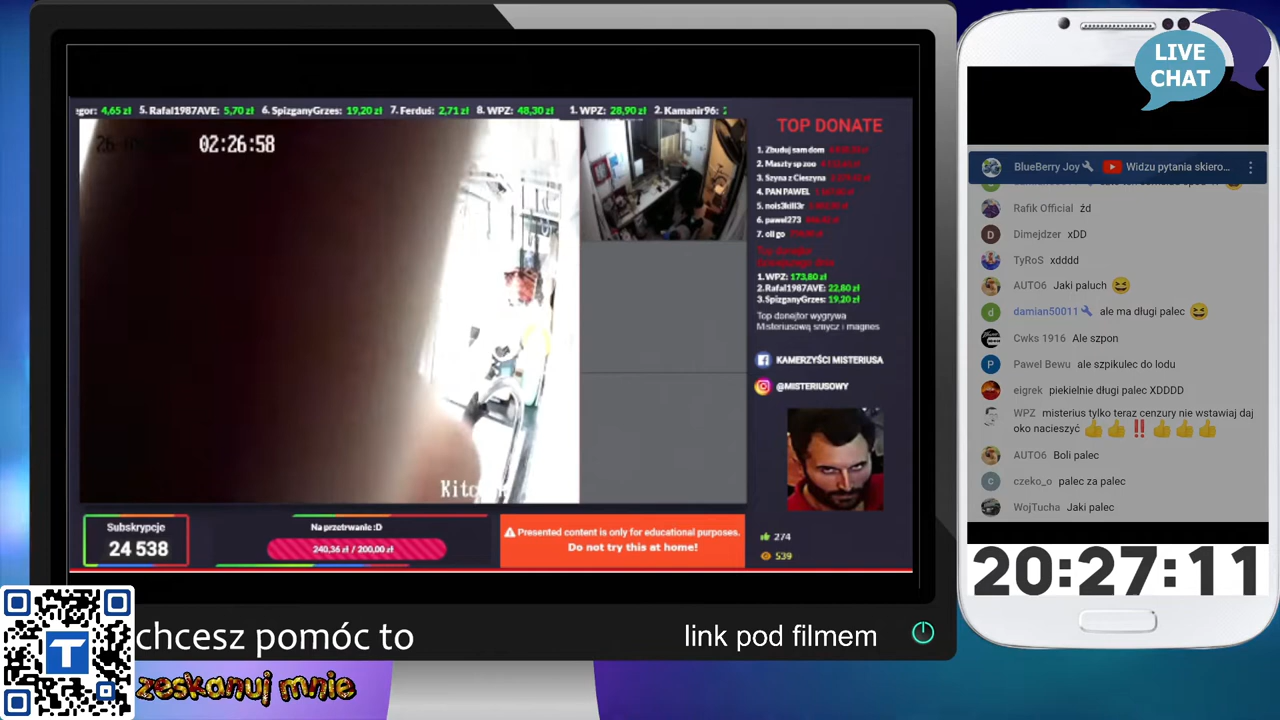 gor: 4,65 zł 5. Rafal1987AVE: 5,70 zł 6. SpizganyGrzes: 19,20 zł 7. Ferduś: 2,71 zł 8. WPZ: 48,30 zł 1. WPZ: 28,90 zł 2. Kamanir96:
02:26:58
Kitc
TOP DONATE
1. Zbuduj sam dom
2. Maszty sp zoo
3. Szyna z Cieszyna
4. PAN PAWEL
5. nois3kill3r
6. pawel273
7. oli go
1.WPZ: 173,80 zł
2.Rafal1987AVE: 22,80 zł
3.SpizganyGrzes: 19,20 zł
Top donejtor wygrywa
Misteriusową smycz i magnes
KAMERZYŚCI MISTERIUSA
@MISTERIUSOWY
274
539
Subskrypcje
24 538
Na przetrwanie :D
240,36 zł / 200,00 zł
Presented content is only for educational purposes.
Do not try this at home!
chcesz pomóc to
link pod filmem
T
zeskanuj mnie
LIVE
CHAT
BlueBerry Joy Widzu pytania skiero...
Rafik Official żd
Dimejdzer xDD
TyRoS xdddd
AUTO6 Jaki paluch 😆
damian50011 ale ma długi palec 😆
Cwks 1916 Ale szpon
Pawel Bewu ale szpikulec do lodu
eigrek piekielnie długi palec XDDDD
WPZ misterius tylko teraz cenzury nie wstawiaj daj
oko nacieszyć 👍👍‼️👍👍👍
AUTO6 Boli palec
czeko_o palec za palec
WojTucha Jaki palec
20:27:11